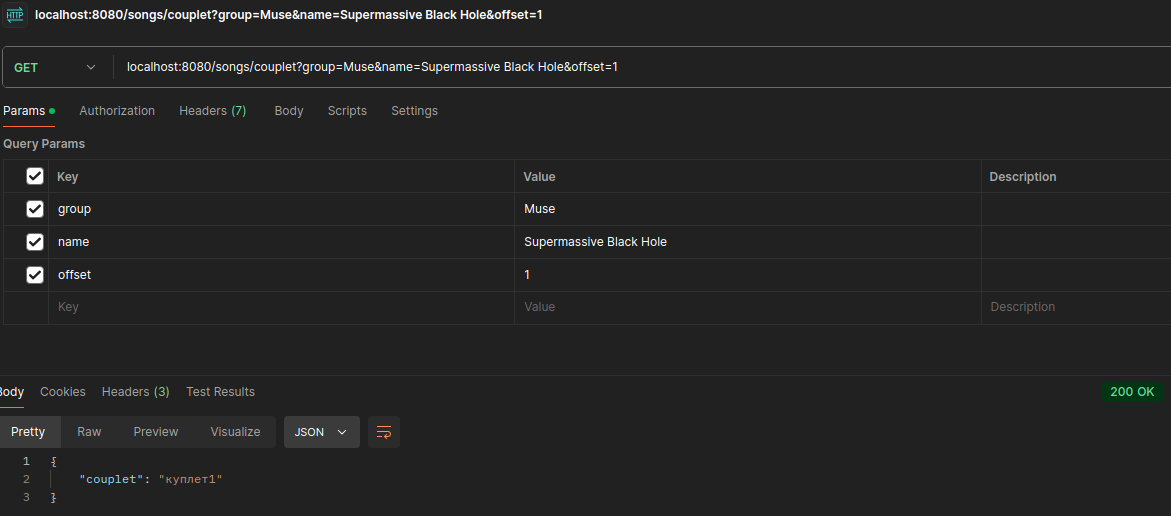 HTTP localhost:8080/songs/couplet?group=Muse&name=Supermassive Black Hole&offset=1
GET localhost:8080/songs/couplet?group=Muse&name=Supermassive Black Hole&offset=1
Params Authorization Headers (7) Body Scripts Settings
Query Params
Key Value Description
group Muse
name Supermassive Black Hole
offset 1
Key Value Description
Body Cookies Headers (3) Test Results 200 OK
Pretty Raw Preview Visualize JSON
1 {
2 "couplet": "куплет1"
3 }